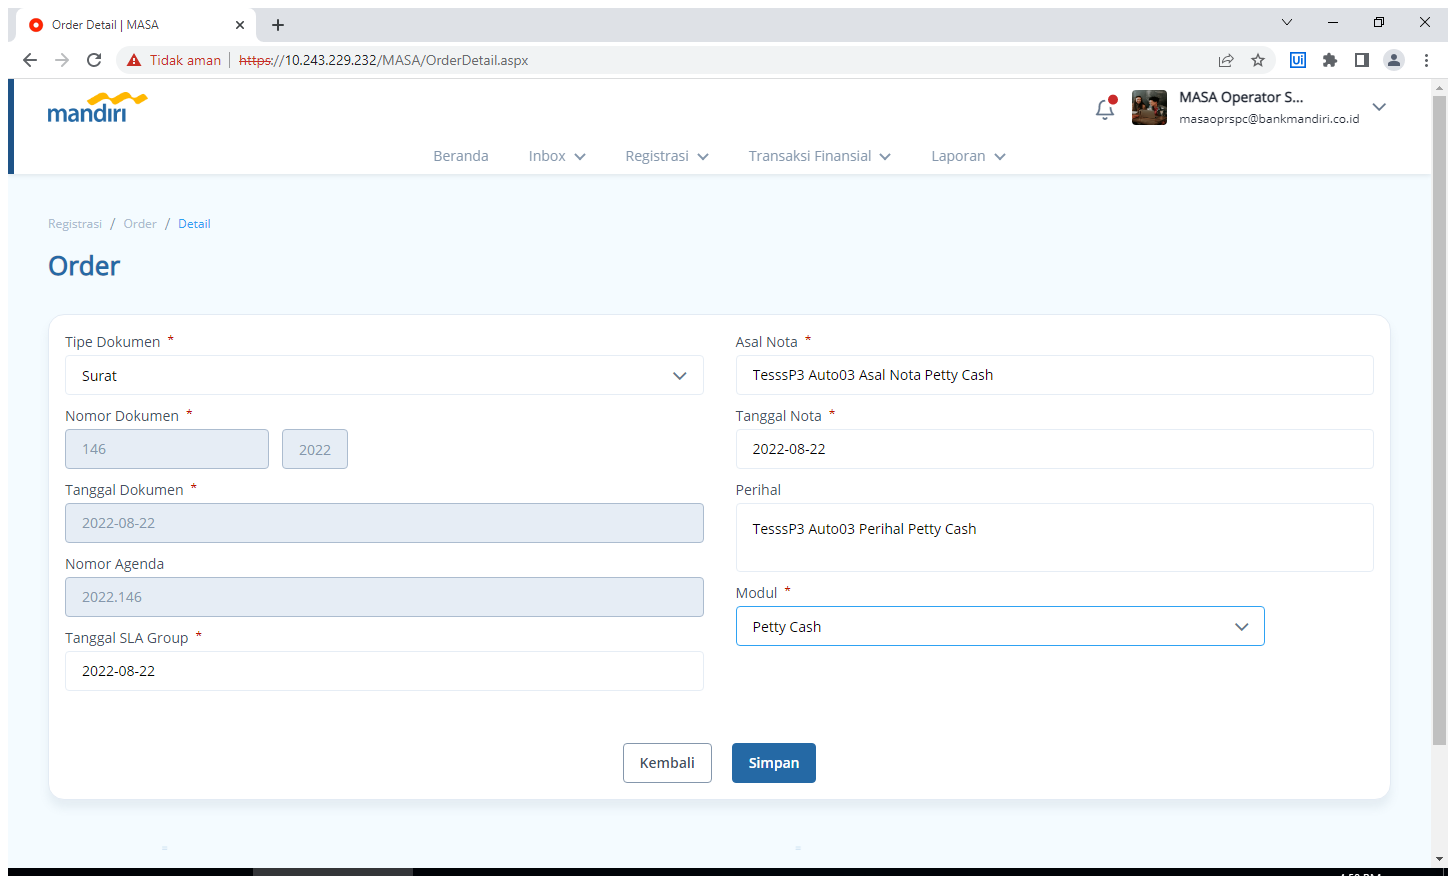 Order Detail | MASA
Tidak aman | https://10.243.229.232/MASA/OrderDetail.aspx
mandiri
MASA Operator S...
masaoprspc@bankmandiri.co.id
Beranda Inbox Registrasi Transaksi Finansial Laporan
Registrasi / Order / Detail
Order
Tipe Dokumen *
Surat
Nomor Dokumen *
146 2022
Tanggal Dokumen *
2022-08-22
Nomor Agenda
2022.146
Tanggal SLA Group *
2022-08-22
Asal Nota *
TesssP3 Auto03 Asal Nota Petty Cash
Tanggal Nota *
2022-08-22
Perihal
TesssP3 Auto03 Perihal Petty Cash
Modul *
Petty Cash
Kembali Simpan